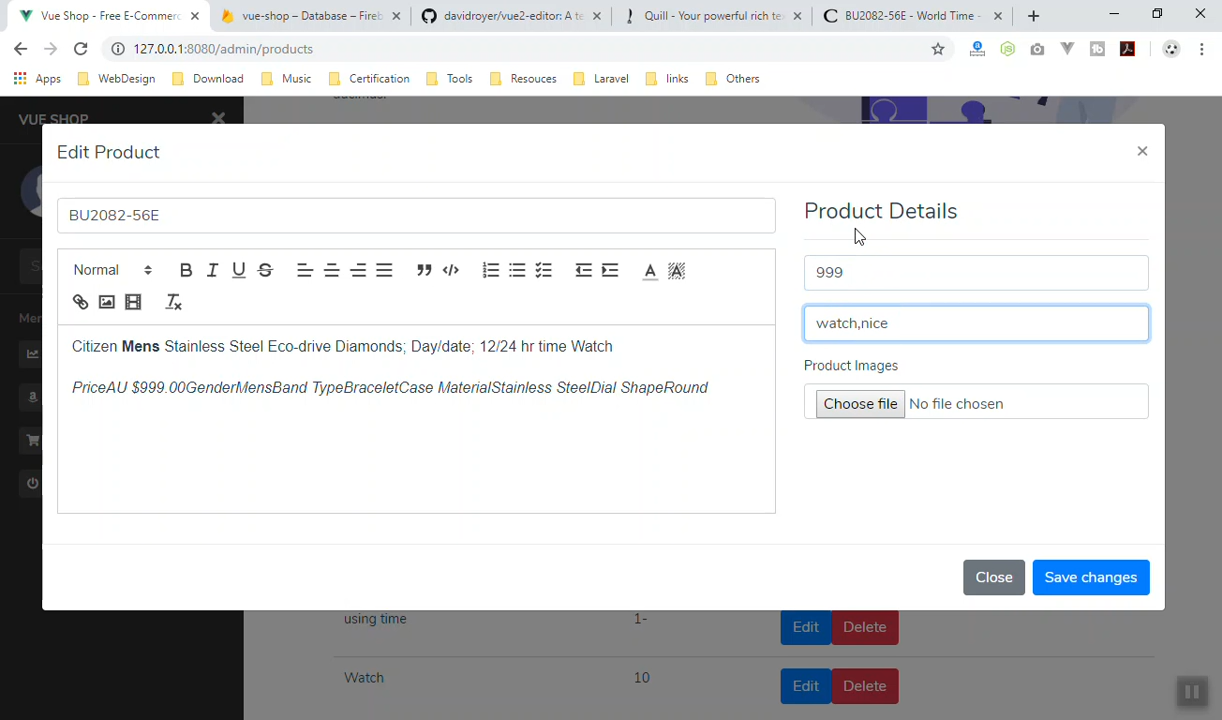 Vue Shop - Free E-Commerc
vue-shop – Database – Fireb
davidroyer/vue2-editor: A te
Quill - Your powerful rich te
BU2082-56E - World Time -
127.0.0.1:8080/admin/products
Apps
WebDesign
Download
Music
Certification
Tools
Resouces
Laravel
links
Others
VUE SHOP
Edit Product
BU2082-56E
Product Details
Normal
999
watch,nice
Citizen Mens Stainless Steel Eco-drive Diamonds; Day/date; 12/24 hr time Watch
Product Images
PriceAU $999.00GenderMensBand TypeBraceletCase MaterialStainless SteelDial ShapeRound
Choose file No file chosen
Close
Save changes
using time
1-
Edit
Delete
Watch
10
Edit
Delete